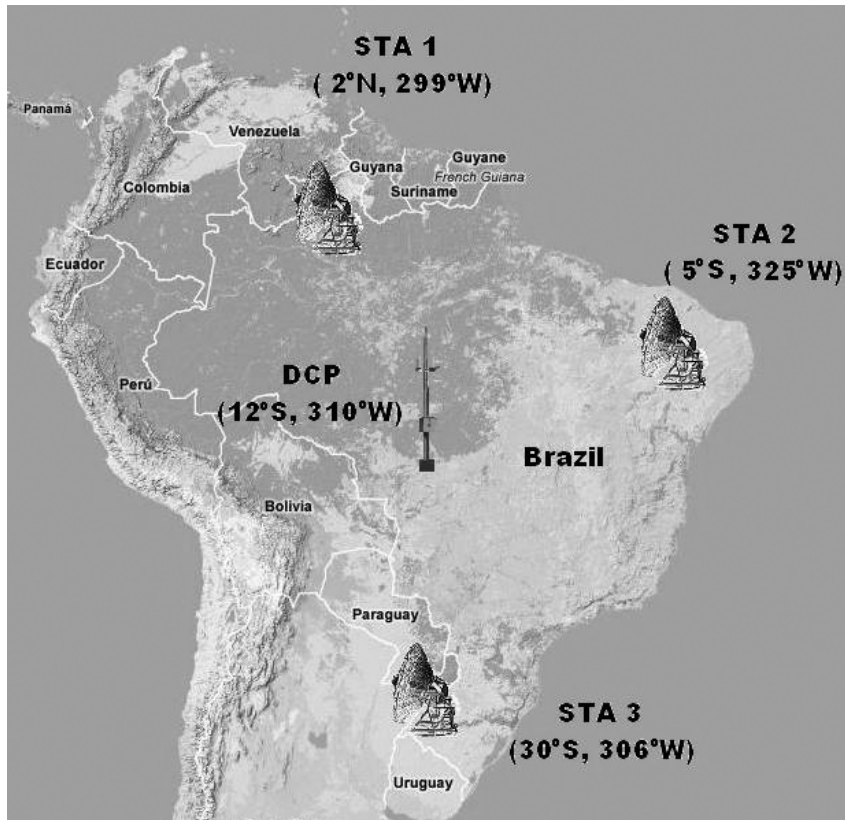 STA 1
( 2°N, 299°W)
Panamá
Venezuela
Guyana
Guyane
French Guiana
Suriname
Colombia
STA 2
( 5°S, 325°W)
Ecuador
DCP
(12°S, 310°W)
Perú
Brazil
Bolivia
Paraguay
STA 3
(30°S, 306°W)
Uruguay